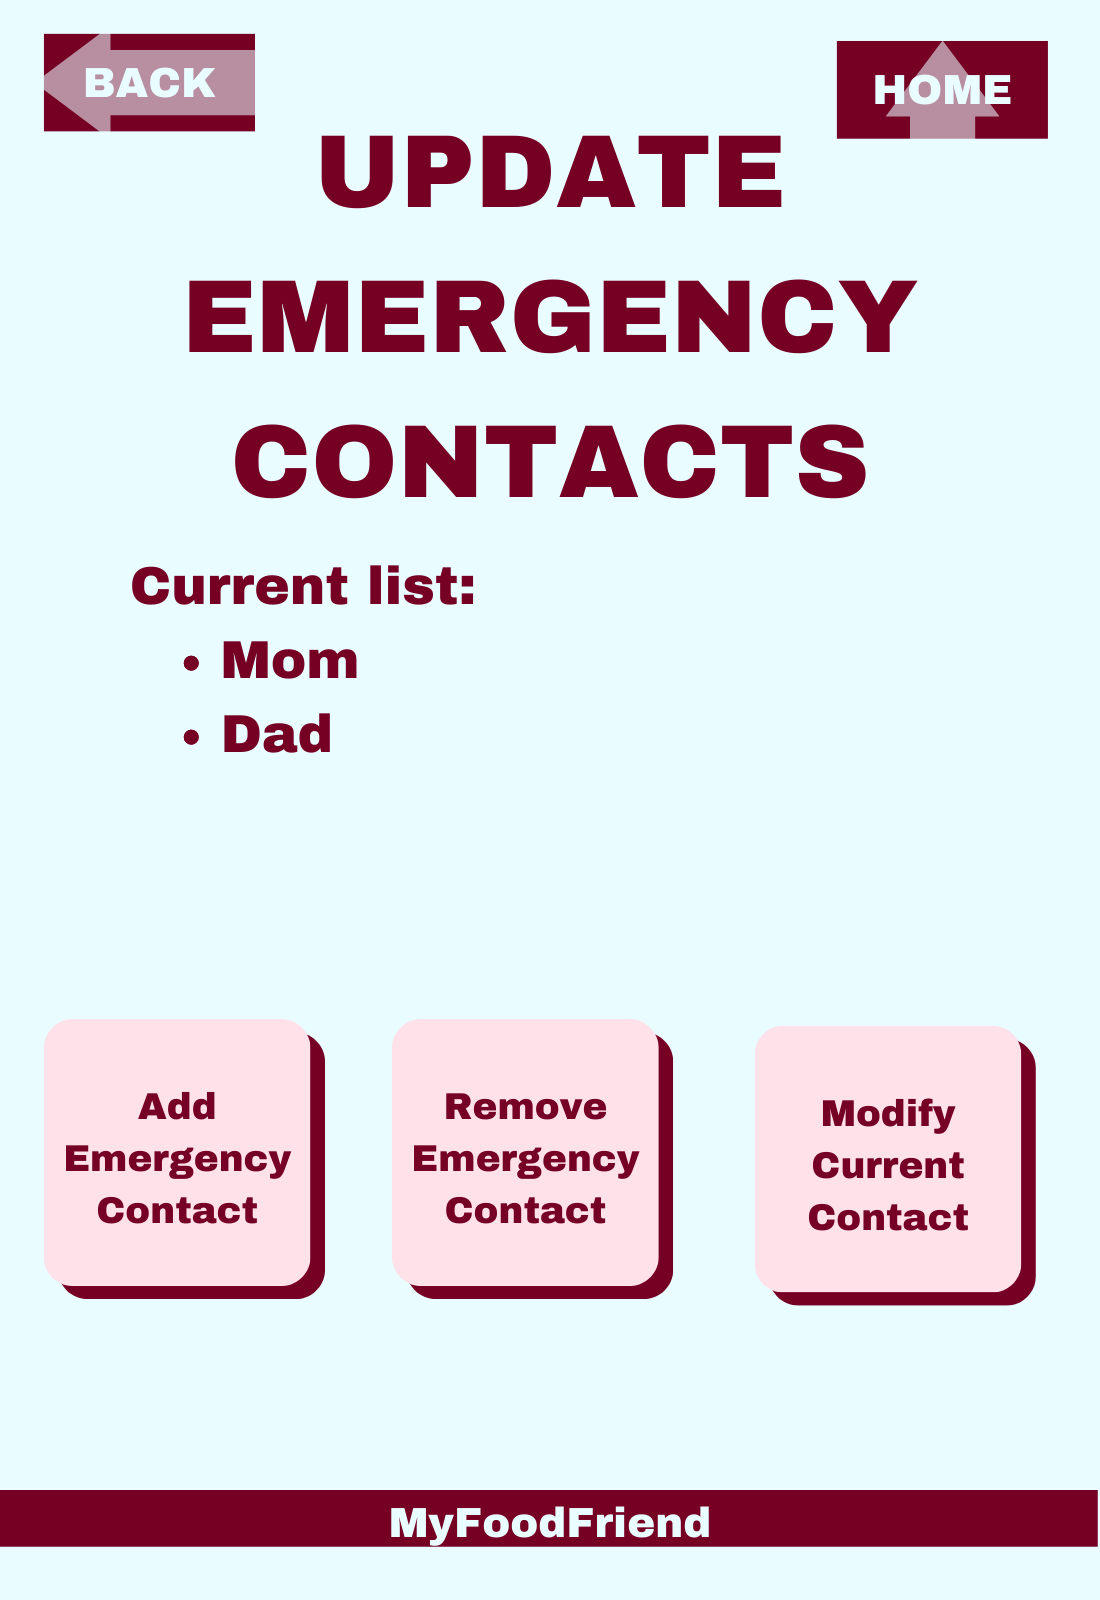 BACK
HOME
UPDATE
EMERGENCY
CONTACTS
Current list:
• Mom
• Dad
Add
Emergency
Contact
Remove
Emergency
Contact
Modify
Current
Contact
MyFoodFriend